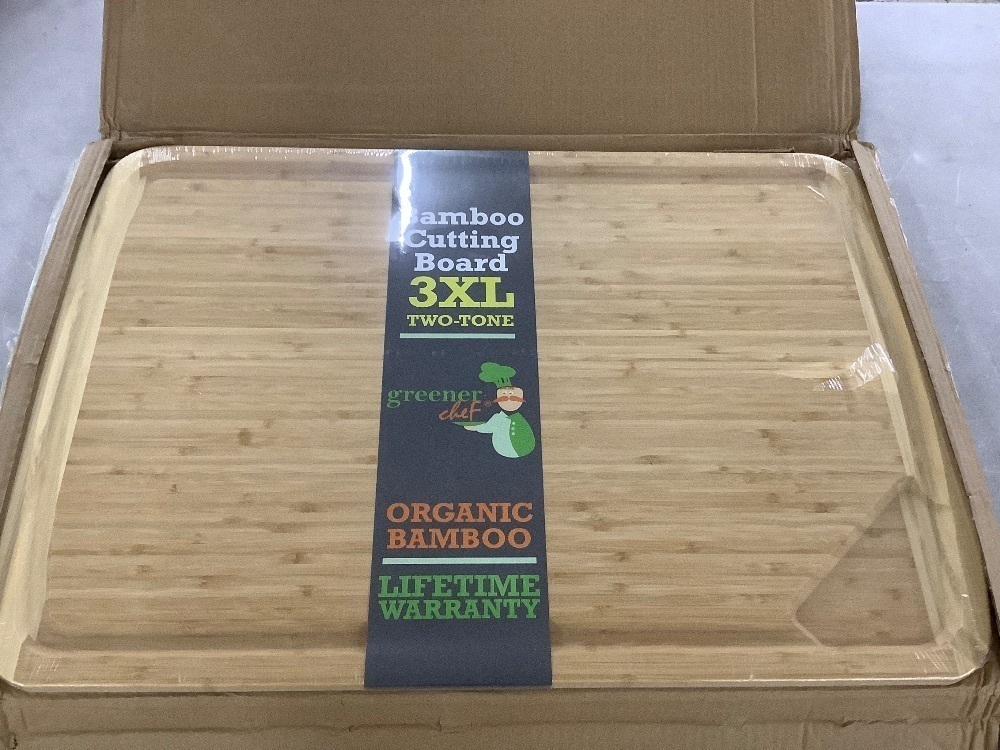 Bamboo
Cutting
Board
3XL
TWO-TONE
greener
chef®
ORGANIC
BAMBOO
LIFETIME
WARRANTY